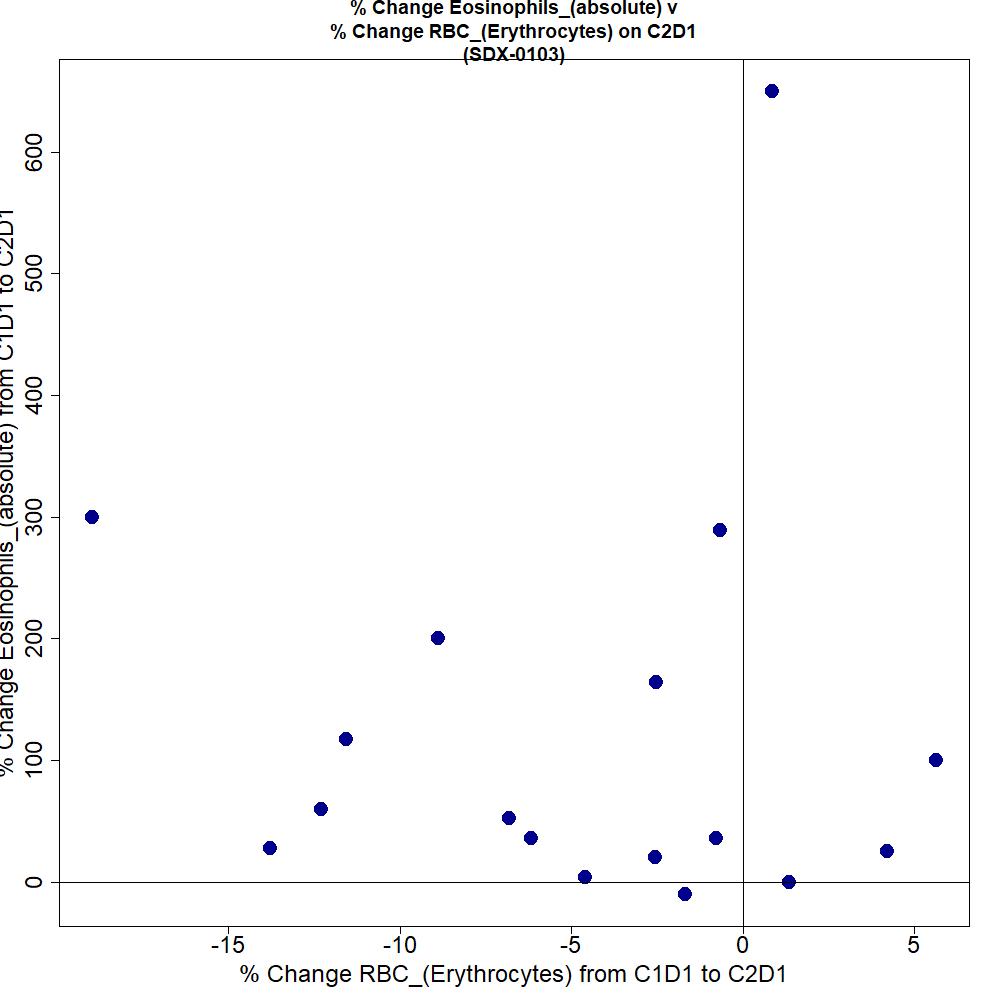 % Change Eosinophils_(absolute) v
% Change RBC_(Erythrocytes) on C2D1
(SDX-0103)
% Change Eosinophils_(absolute) from C1D1 to C2D1
600
500
400
300
200
100
0
-15
-10
-5
0
5
% Change RBC_(Erythrocytes) from C1D1 to C2D1